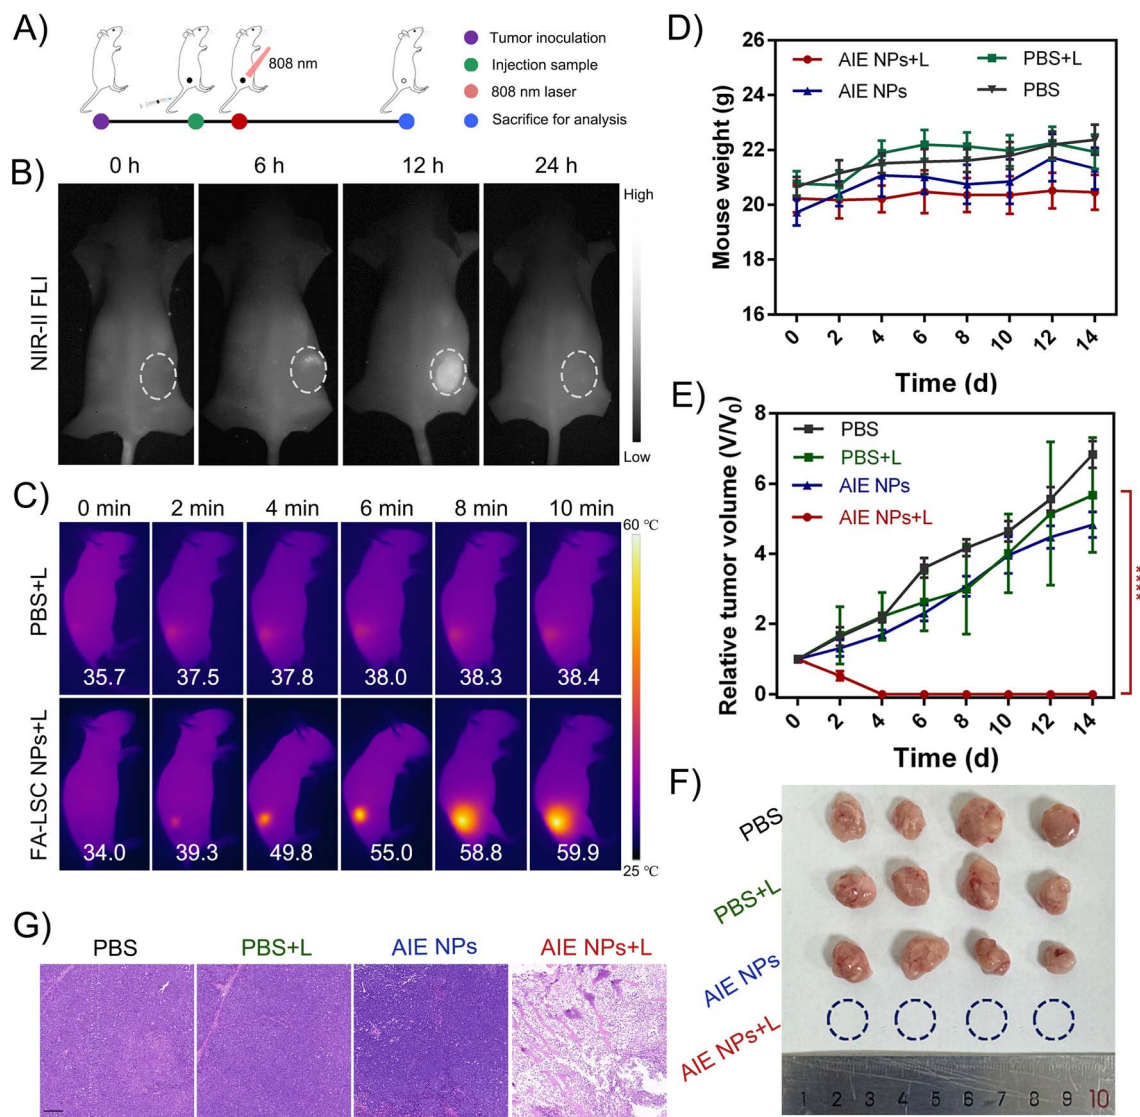 A)
808 nm
Tumor inoculation
Injection sample
808 nm laser
Sacrifice for analysis
B)
0 h 6 h 12 h 24 h
NIR-II FLI
High
Low
C)
0 min 2 min 4 min 6 min 8 min 10 min
PBS+L
35.7 37.5 37.8 38.0 38.3 38.4
FA-LSC NPs+L
34.0 39.3 49.8 55.0 58.8 59.9
60 ℃
25 ℃
D)
Mouse weight (g)
26
24
22
20
18
16
AIE NPs+L PBS+L
AIE NPs PBS
0 2 4 6 8 10 12 14
Time (d)
E)
Relative tumor volume (V/V₀)
8
6
4
2
0
PBS
PBS+L
AIE NPs
AIE NPs+L
****
0 2 4 6 8 10 12 14
Time (d)
F)
PBS
PBS+L
AIE NPs
AIE NPs+L
1 2 3 4 5 6 7 8 9 10
G)
PBS PBS+L AIE NPs AIE NPs+L